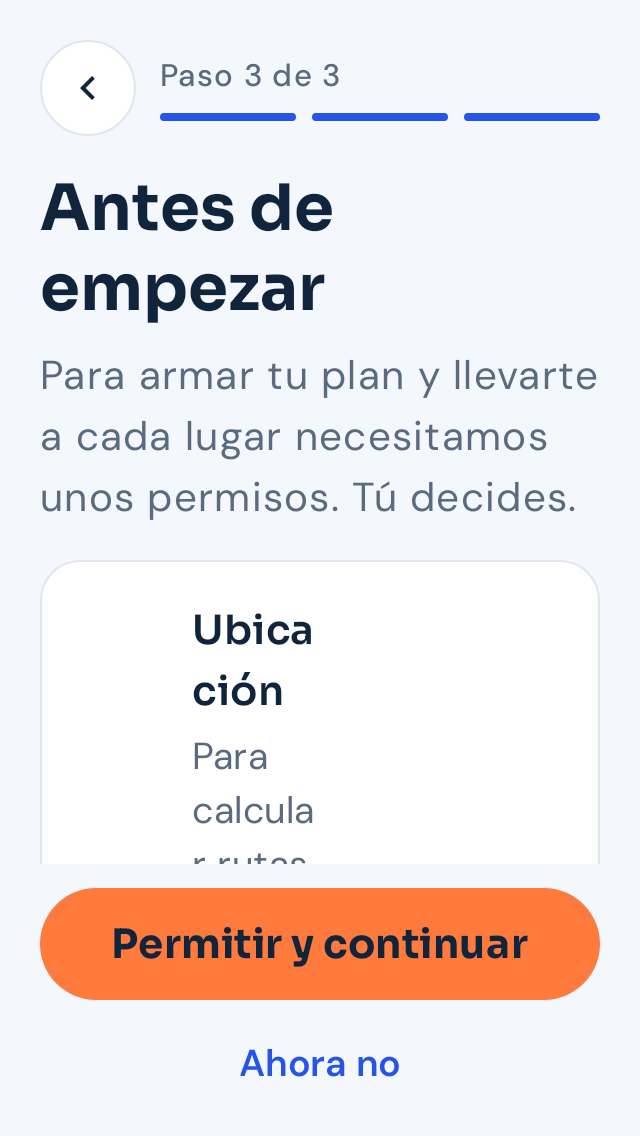 Paso 3 de 3
Antes de
empezar
Para armar tu plan y llevarte
a cada lugar necesitamos
unos permisos. Tú decides.
Ubica
ción
Para
calcula
r rutas
Permitir y continuar
Ahora no